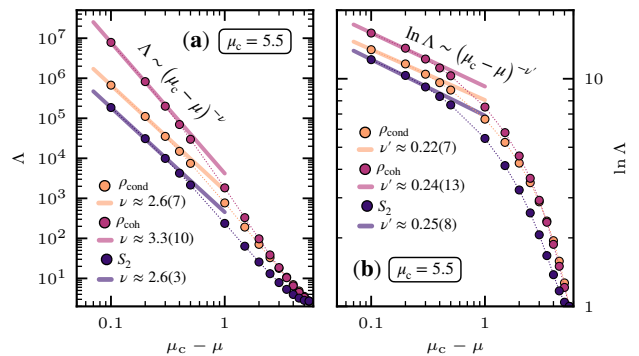 (a) μc = 5.5
Λ ~ (μc − μ)^−ν
10^7
10^6
10^5
10^4
10^3
10^2
10^1
Λ
ρcond
ν ≈ 2.6(7)
ρcoh
ν ≈ 3.3(10)
S2
ν ≈ 2.6(3)
0.1 1
μc − μ
ln Λ ~ (μc − μ)^−ν′
ρcond
ν′ ≈ 0.22(7)
ρcoh
ν′ ≈ 0.24(13)
S2
ν′ ≈ 0.25(8)
(b) μc = 5.5
10
1
ln Λ
0.1 1
μc − μ